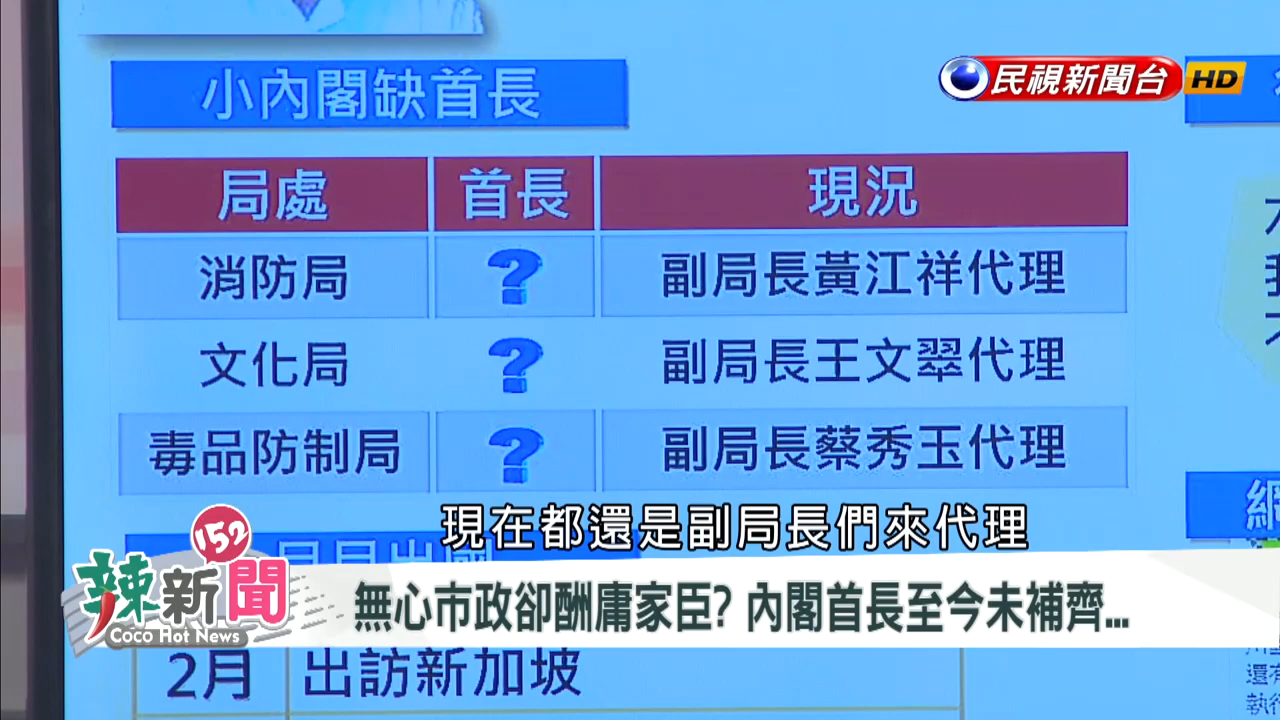 小內閣缺首長
民視新聞台 HD
局處 首長 現況
消防局 ? 副局長黃江祥代理
文化局 ? 副局長王文翠代理
毒品防制局 ? 副局長蔡秀玉代理
現在都還是副局長們來代理
152
辣新聞
Coco Hot News
無心市政卻酬庸家臣? 內閣首長至今未補齊...
2月 出訪新加坡
網
還有
執行